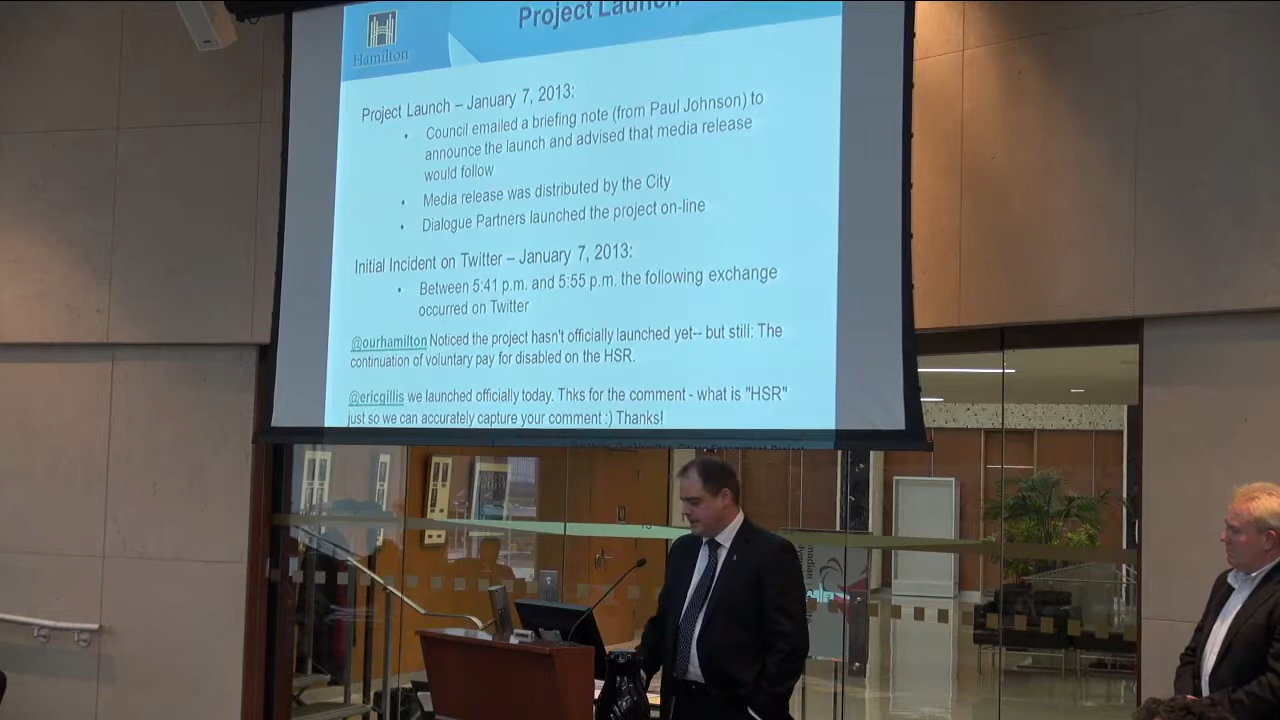 Hamilton
Project Launch
Project Launch – January 7, 2013:
• Council emailed a briefing note (from Paul Johnson) to
announce the launch and advised that media release
would follow
• Media release was distributed by the City
• Dialogue Partners launched the project on-line
Initial Incident on Twitter – January 7, 2013:
• Between 5:41 p.m. and 5:55 p.m. the following exchange
occurred on Twitter
@ourhamilton Noticed the project hasn't officially launched yet-- but still: The
continuation of voluntary pay for disabled on the HSR.
@ericgillis we launched officially today. Thks for the comment - what is "HSR"
just so we can accurately capture your comment :) Thanks!